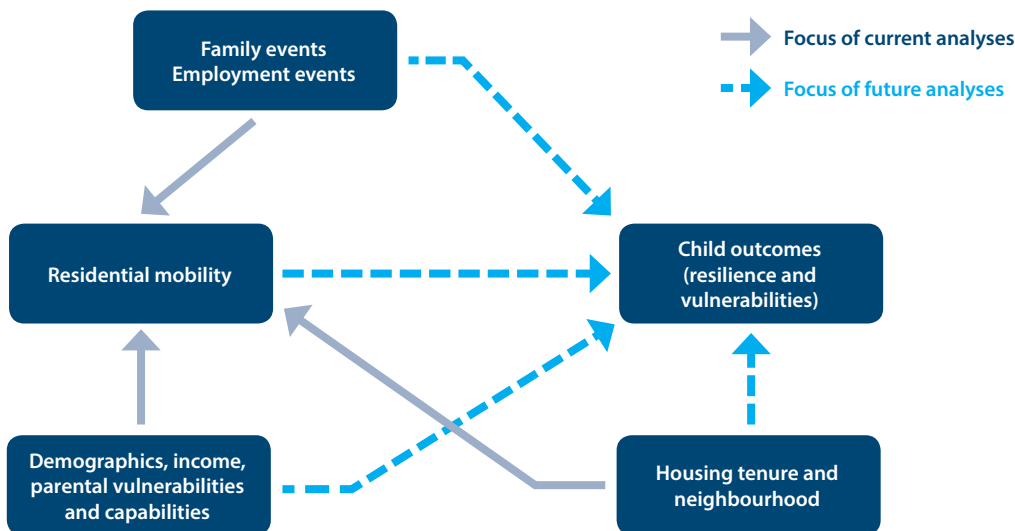 Family events
Employment events
Focus of current analyses
Focus of future analyses
Residential mobility
Child outcomes
(resilience and
vulnerabilities)
Demographics, income,
parental vulnerabilities
and capabilities
Housing tenure and
neighbourhood